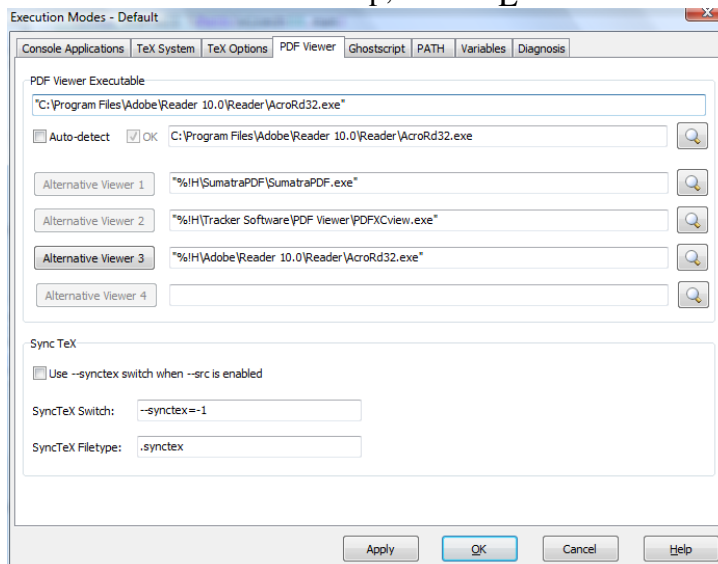 Execution Modes - Default
Console Applications TeX System TeX Options PDF Viewer Ghostscript PATH Variables Diagnosis
PDF Viewer Executable
"C:\Program Files\Adobe\Reader 10.0\Reader\AcroRd32.exe"
Auto-detect OK C:\Program Files\Adobe\Reader 10.0\Reader\AcroRd32.exe
Alternative Viewer 1 "%!H\SumatraPDF\SumatraPDF.exe"
Alternative Viewer 2 "%!H\Tracker Software\PDF Viewer\PDFXCview.exe"
Alternative Viewer 3 "%!H\Adobe\Reader 10.0\Reader\AcroRd32.exe"
Alternative Viewer 4
Sync TeX
Use --synctex switch when --src is enabled
SyncTeX Switch: --synctex=-1
SyncTeX Filetype: .synctex
Apply OK Cancel Help